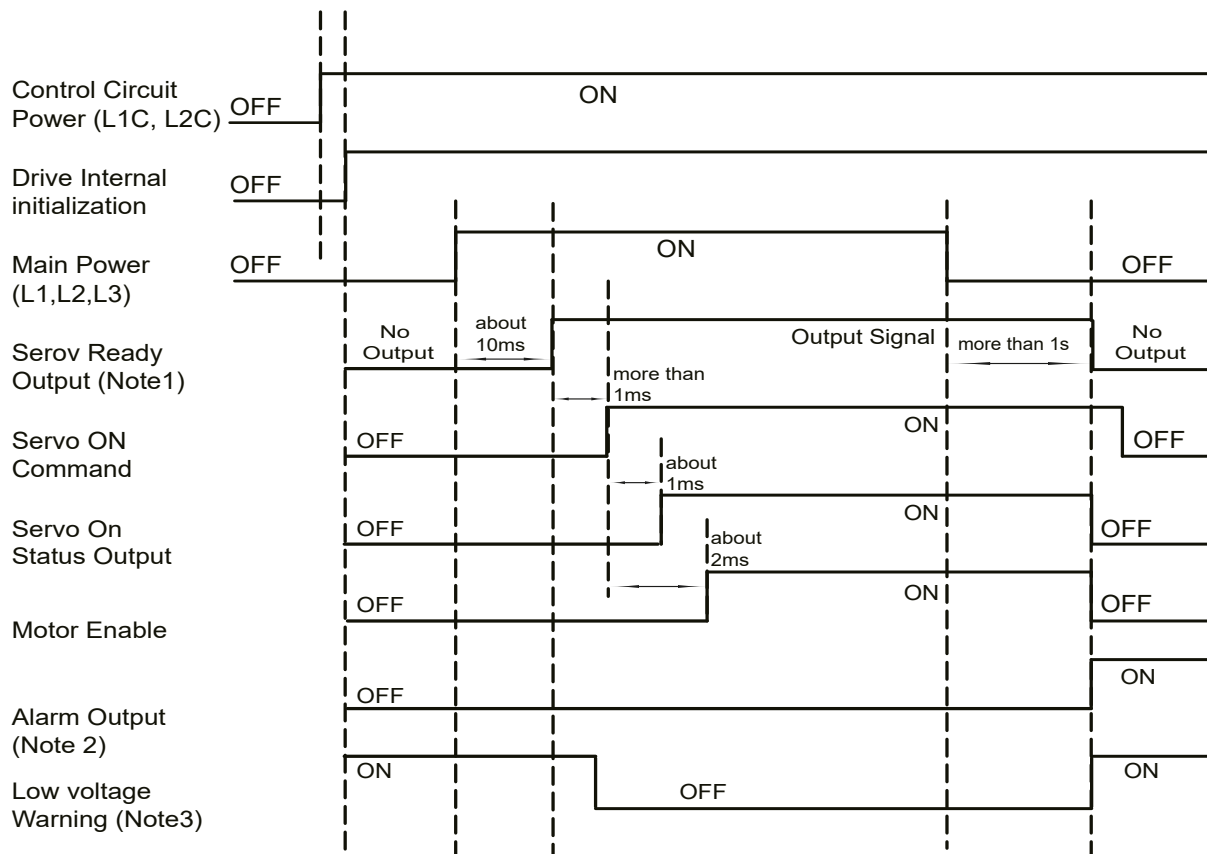 Control Circuit
Power (L1C, L2C)
OFF
ON
Drive Internal
initialization
OFF
Main Power
(L1,L2,L3)
OFF
ON
OFF
Serov Ready
Output (Note1)
No
Output
about
10ms
Output Signal
more than 1s
No
Output
more than
1ms
Servo ON
Command
OFF
ON
OFF
about
1ms
Servo On
Status Output
OFF
ON
OFF
about
2ms
Motor Enable
OFF
ON
OFF
Alarm Output
(Note 2)
OFF
ON
Low voltage
Warning (Note3)
ON
OFF
ON